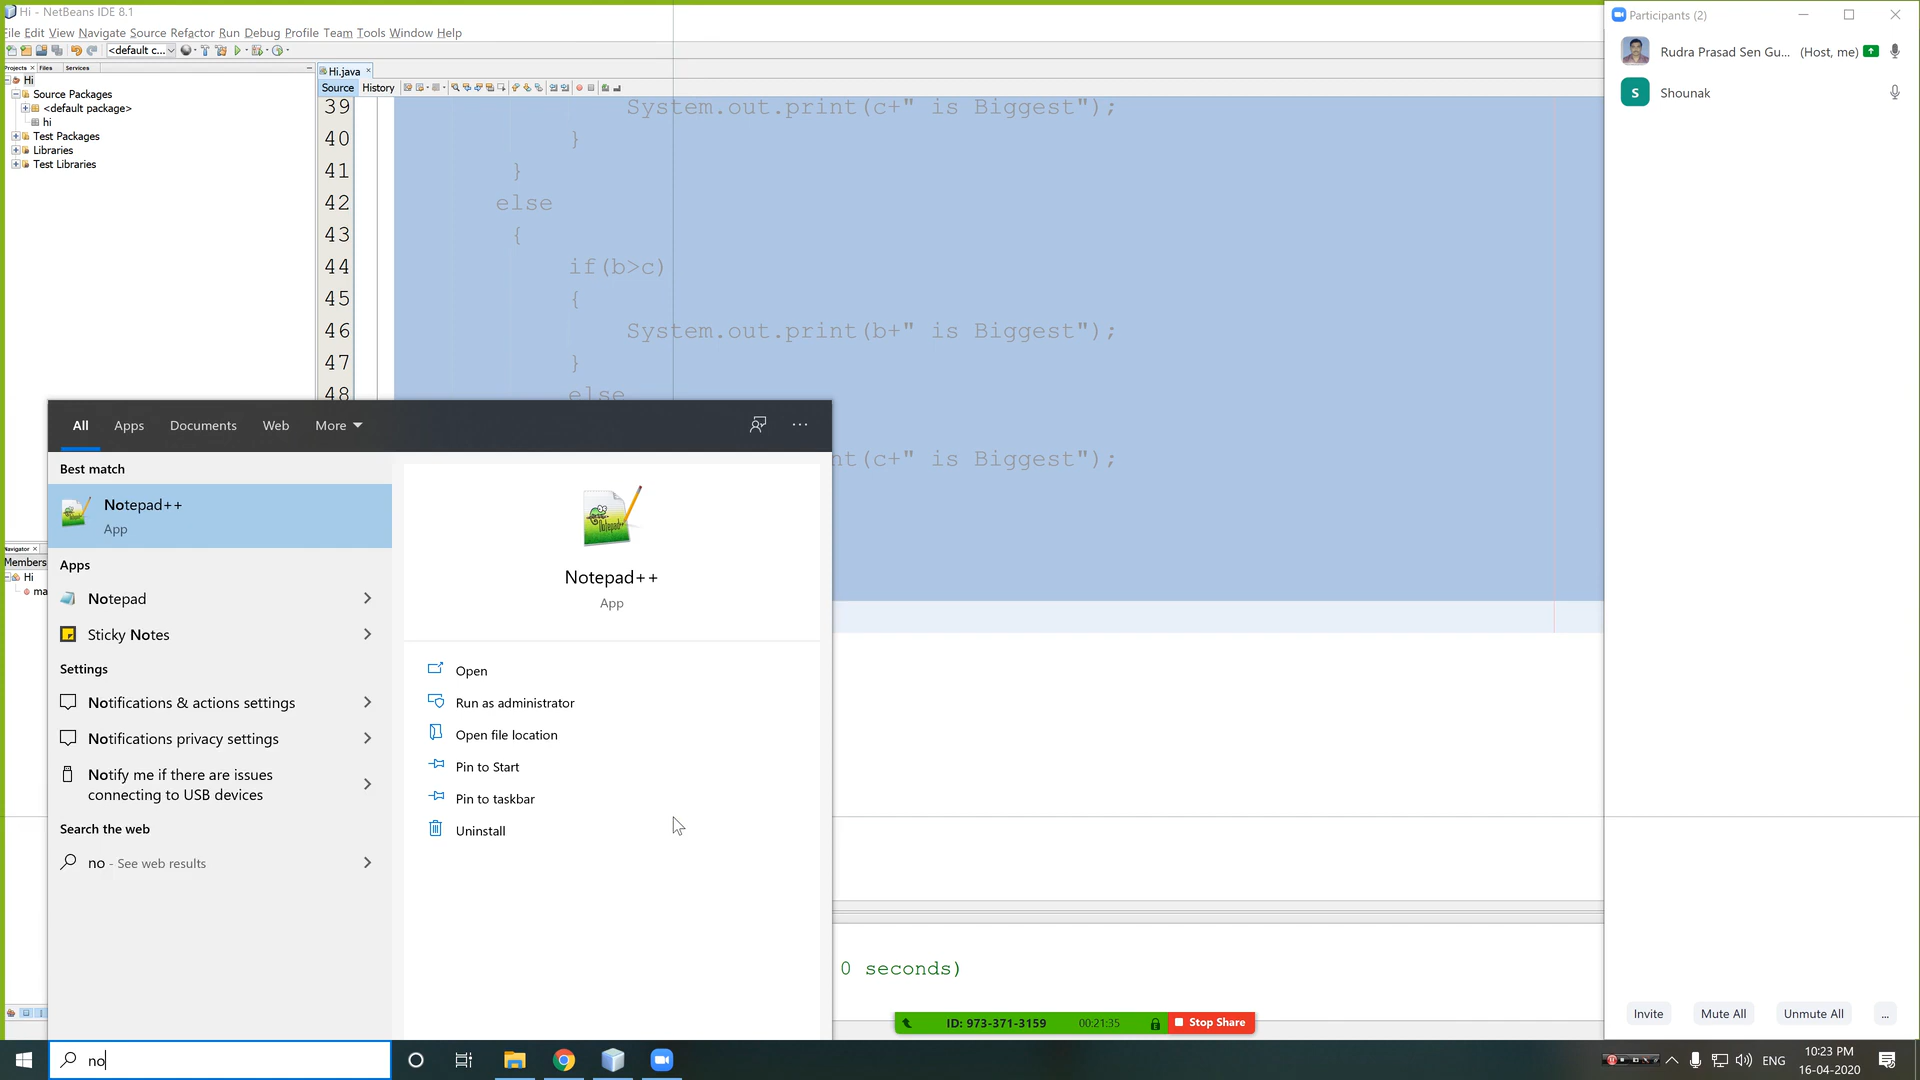 Hi - NetBeans IDE 8.1
File Edit View Navigate Source Refactor Run Debug Profile Team Tools Window Help
<default c...
Projects Files Services
Hi
Source Packages
<default package>
hi
Test Packages
Libraries
Test Libraries
Hi.java
Source History
39 System.out.print(c+" is Biggest");
40 }
41 }
42 else
43 {
44 if(b>c)
45 {
46 System.out.print(b+" is Biggest");
47 }
48 else
nt(c+" is Biggest");
0 seconds)
Navigator
Members
Hi
ma
All Apps Documents Web More
Best match
Notepad++
App
Apps
Notepad
Sticky Notes
Settings
Notifications & actions settings
Notifications privacy settings
Notify me if there are issues
connecting to USB devices
Search the web
no - See web results
Notepad++
App
Open
Run as administrator
Open file location
Pin to Start
Pin to taskbar
Uninstall
Participants (2)
Rudra Prasad Sen Gu... (Host, me)
S Shounak
Invite Mute All Unmute All ...
ID: 973-371-3159 00:21:35 Stop Share
no
ENG
10:23 PM
16-04-2020